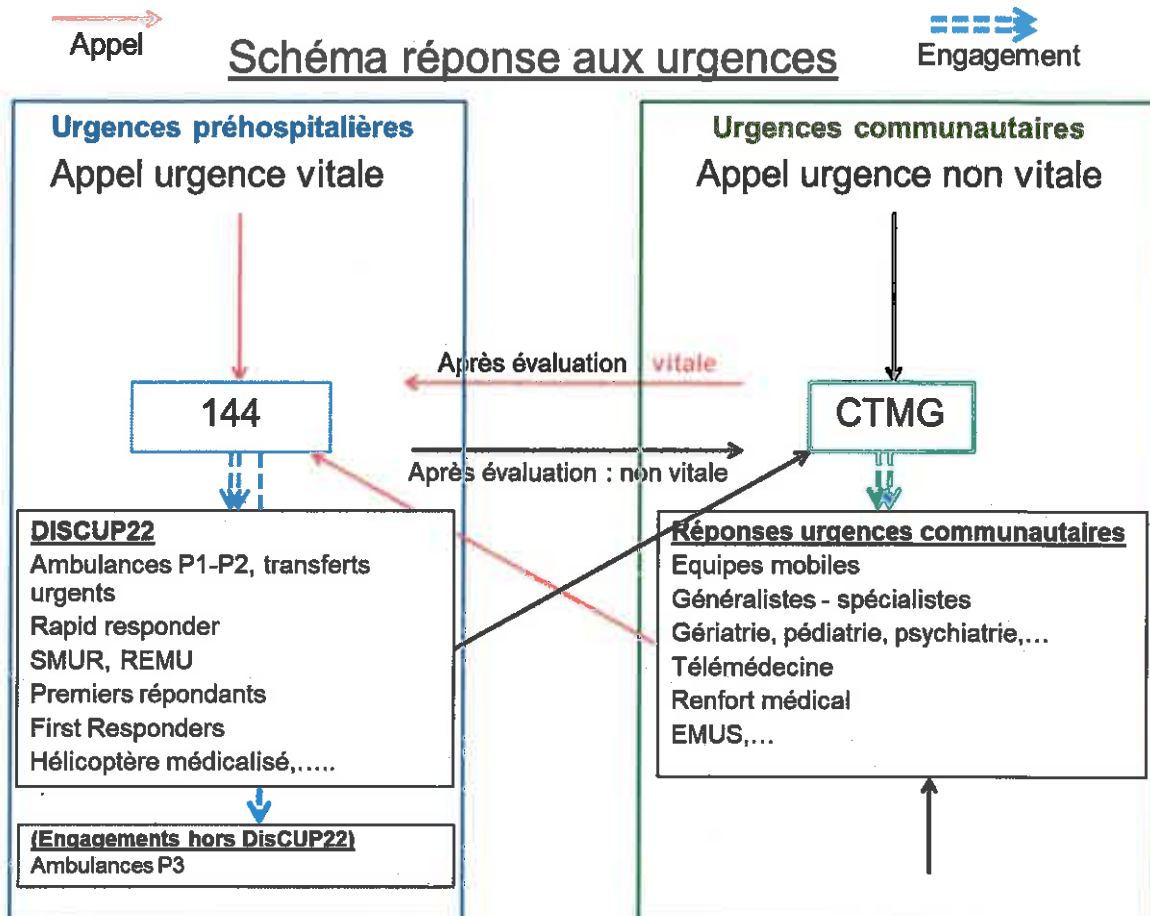 Appel
Schéma réponse aux urgences
Engagement
Urgences préhospitalières
Appel urgence vitale
Urgences communautaires
Appel urgence non vitale
Après évaluation vitale
144
CTMG
Après évaluation : non vitale
DISCUP22
Ambulances P1-P2, transferts
urgents
Rapid responder
SMUR, REMU
Premiers répondants
First Responders
Hélicoptère médicalisé,.....
Réponses urgences communautaires
Equipes mobiles
Généralistes - spécialistes
Gériatrie, pédiatrie, psychiatrie,...
Télémédecine
Renfort médical
EMUS,...
(Engagements hors DisCUP22)
Ambulances P3